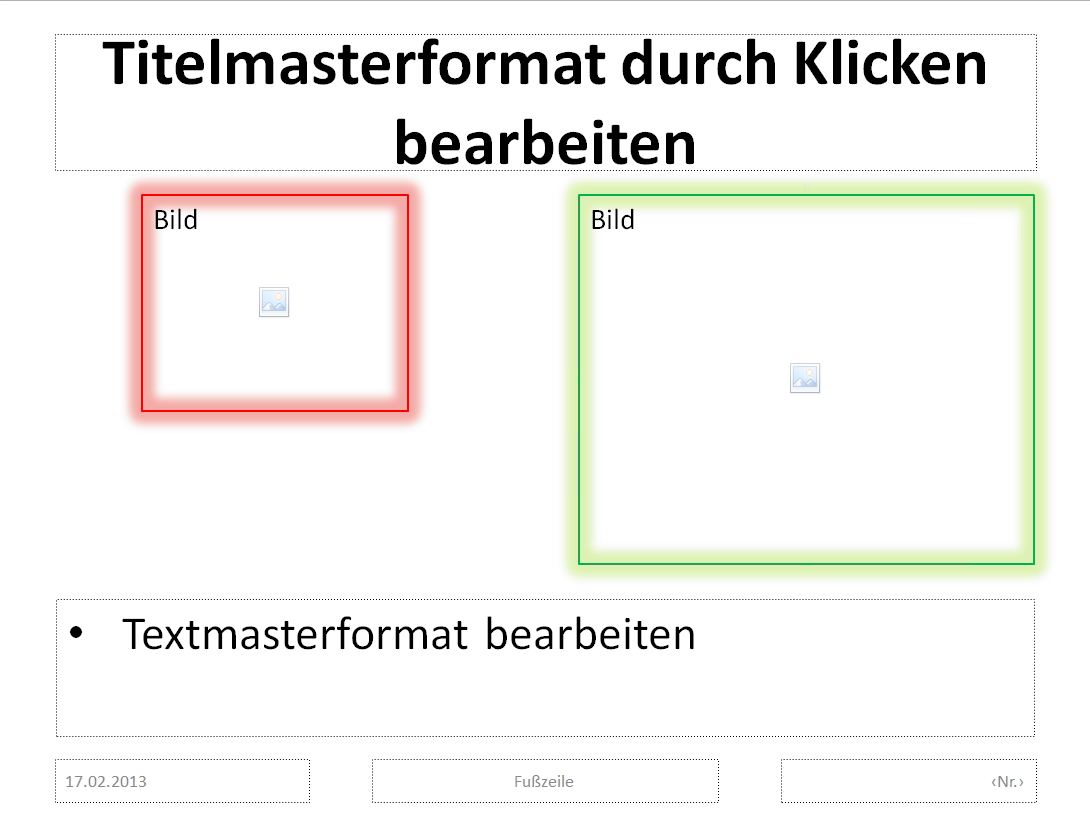 Titelmasterformat durch Klicken
bearbeiten
Bild
Bild
• Textmasterformat bearbeiten
17.02.2013
Fußzeile
‹Nr.›